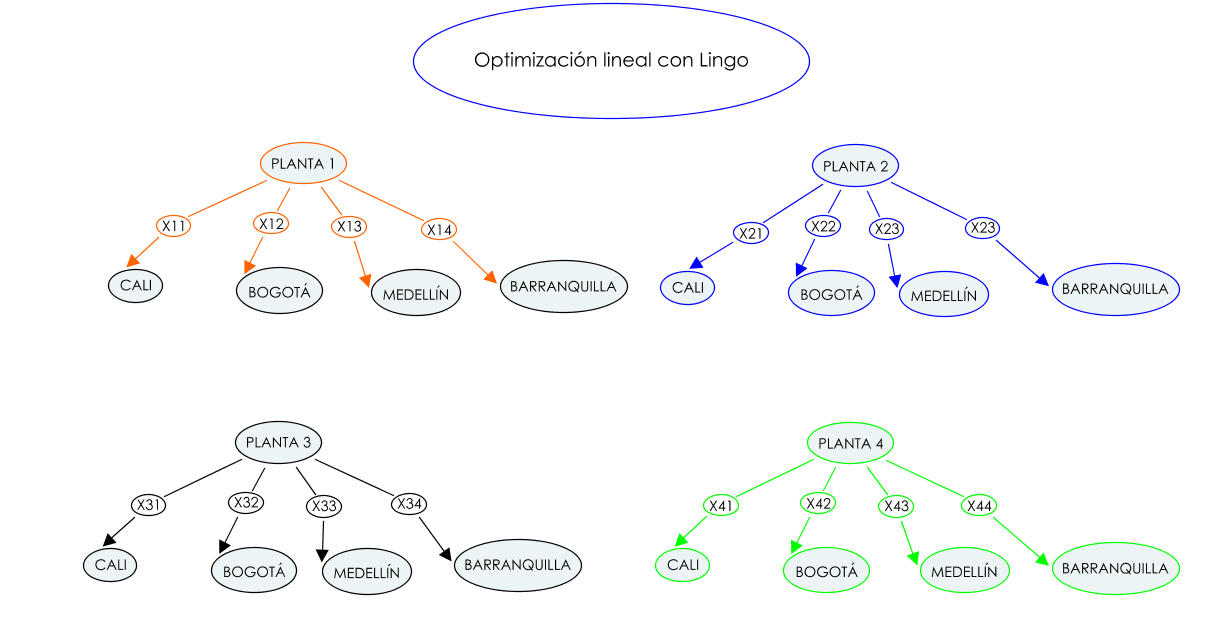 Optimización lineal con Lingo
PLANTA 1
X11
X12
X13
X14
CALI
BOGOTÁ
MEDELLÍN
BARRANQUILLA
PLANTA 2
X21
X22
X23
X23
CALI
BOGOTÁ
MEDELLÍN
BARRANQUILLA
PLANTA 3
X31
X32
X33
X34
CALI
BOGOTÁ
MEDELLÍN
BARRANQUILLA
PLANTA 4
X41
X42
X43
X44
CALI
BOGOTÁ
MEDELLÍN
BARRANQUILLA